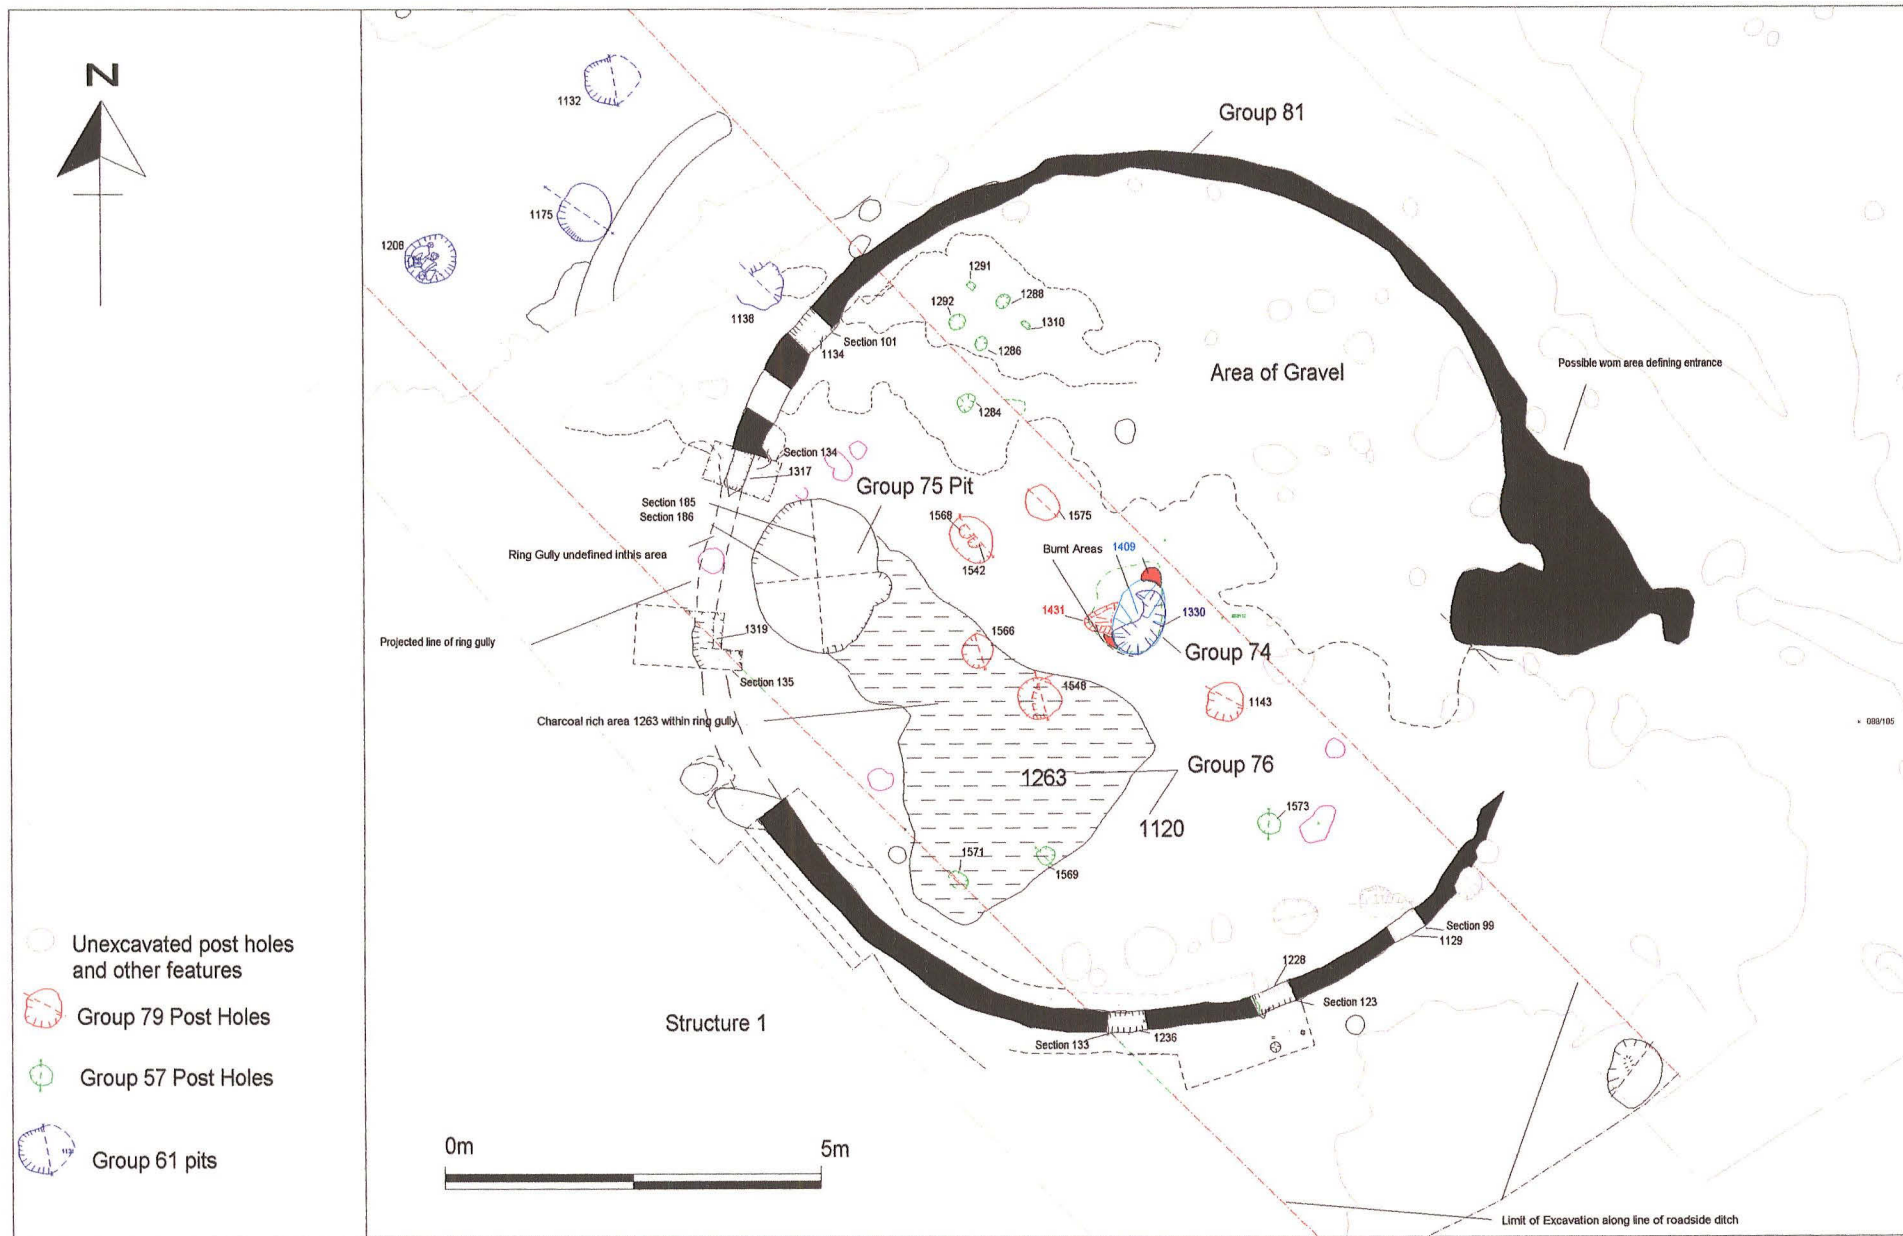 N
1132
Group 81
1175
1208
1291
1138
1288
1292
1310
Section 101
1286
1134
Possible worn area defining entrance
Area of Gravel
1284
Section 134
1317
Group 75 Pit
Section 185
Section 186
1568
1575
Burnt Areas
1409
Ring Gully undefined inthis area
1542
1431
1330
1319
1566
Projected line of ring gully
Group 74
Section 135
1548
1143
Charcoal rich area 1263 within ring gully
088/105
Group 76
1263
1573
1120
1571
1569
Section 99
1129
Unexcavated post holes
and other features
1228
Section 123
Group 79 Post Holes
Structure 1
Section 133
1236
Group 57 Post Holes
0m
5m
Group 61 pits
Limit of Excavation along line of roadside ditch